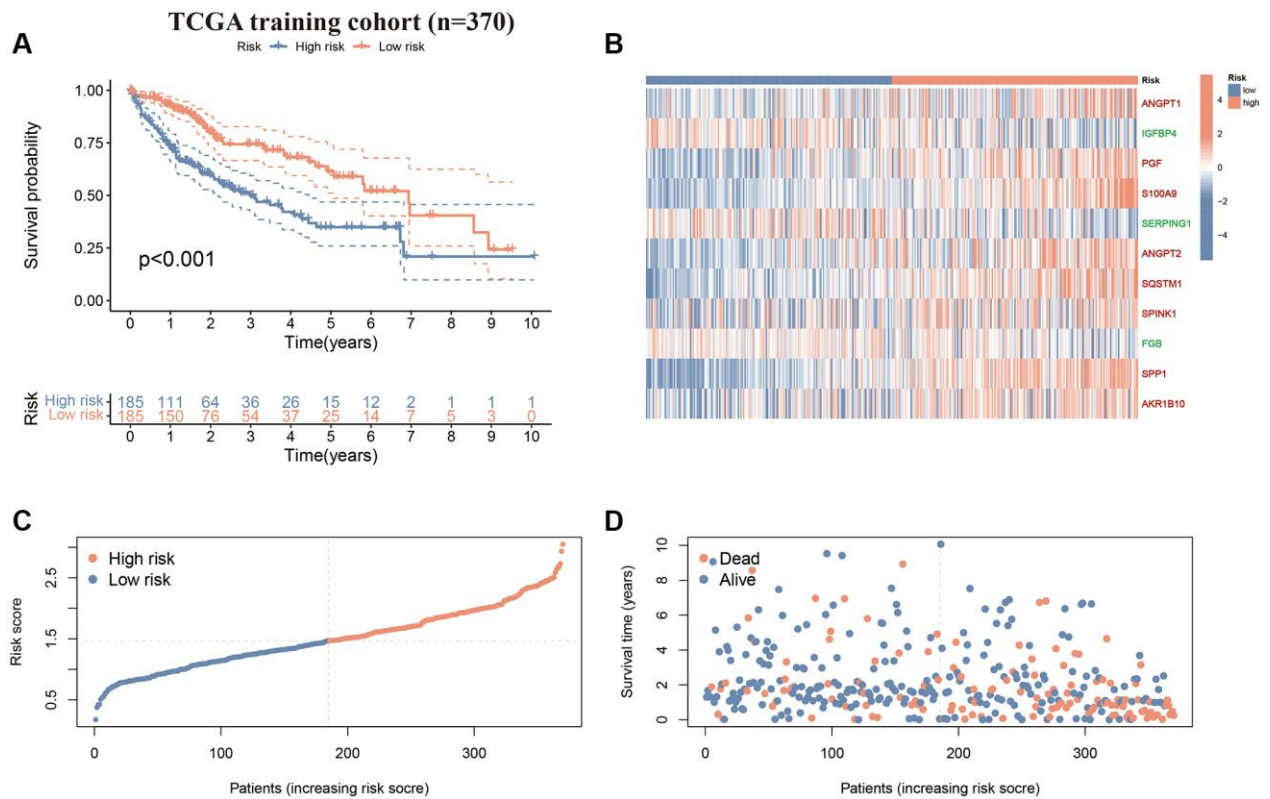 TCGA training cohort (n=370)
A
Risk High risk Low risk
Survival probability
1.00
0.75
0.50
0.25
0.00
p<0.001
0 1 2 3 4 5 6 7 8 9 10
Time(years)
Risk
High risk 185 111 64 36 26 15 12 2 1 1 1
Low risk 185 150 76 54 37 25 14 7 5 3 0
0 1 2 3 4 5 6 7 8 9 10
Time(years)
B
Risk
ANGPT1
IGFBP4
PGF
S100A9
SERPING1
ANGPT2
SQSTM1
SPINK1
FGB
SPP1
AKR1B10
4
2
0
−2
−4
Risk
low
high
C
High risk
Low risk
Risk score
2.5
1.5
0.5
0 100 200 300
Patients (increasing risk socre)
D
Dead
Alive
Survival time (years)
10
8
6
4
2
0
0 100 200 300
Patients (increasing risk socre)